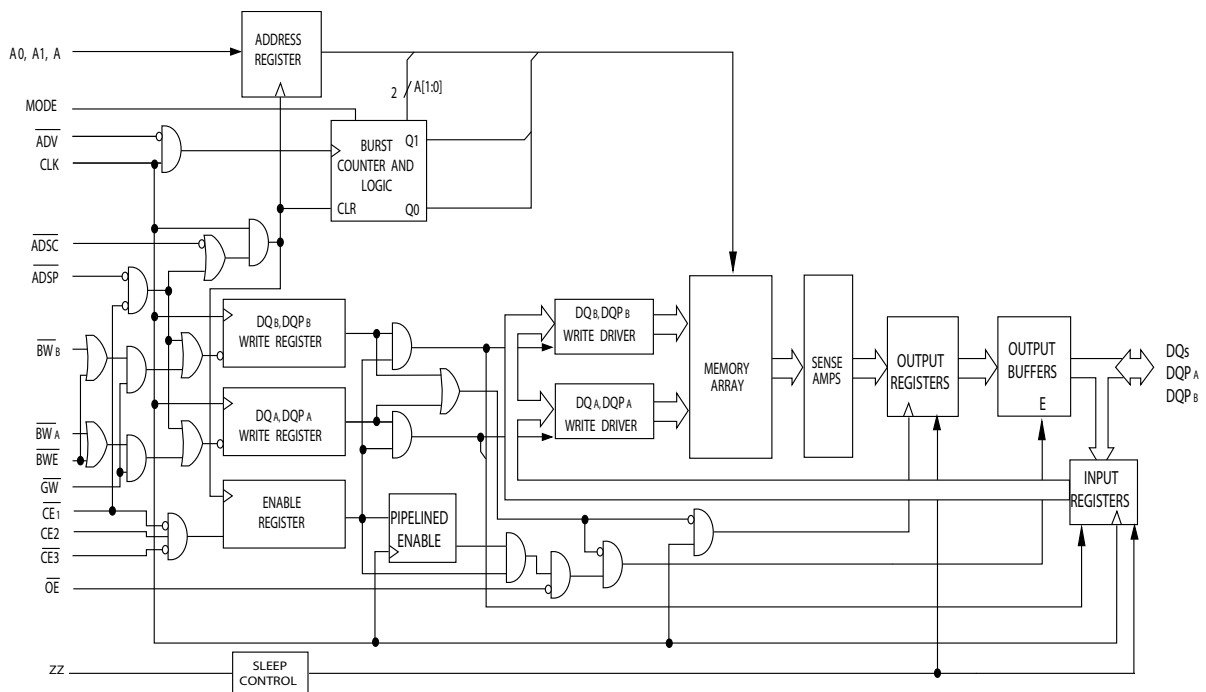 A0, A1, A
ADDRESS
REGISTER
2
A[1:0]
MODE
ADV
CLK
BURST
COUNTER AND
LOGIC
Q1
CLR
Q0
ADSC
ADSP
DQB, DQPB
WRITE REGISTER
DQB, DQPB
WRITE DRIVER
BWB
MEMORY
ARRAY
SENSE
AMPS
OUTPUT
REGISTERS
OUTPUT
BUFFERS
E
DQs
DQPA
DQPB
DQA, DQPA
WRITE REGISTER
DQA, DQPA
WRITE DRIVER
BWA
BWE
GW
CE1
CE2
CE3
OE
ENABLE
REGISTER
PIPELINED
ENABLE
INPUT
REGISTERS
ZZ
SLEEP
CONTROL